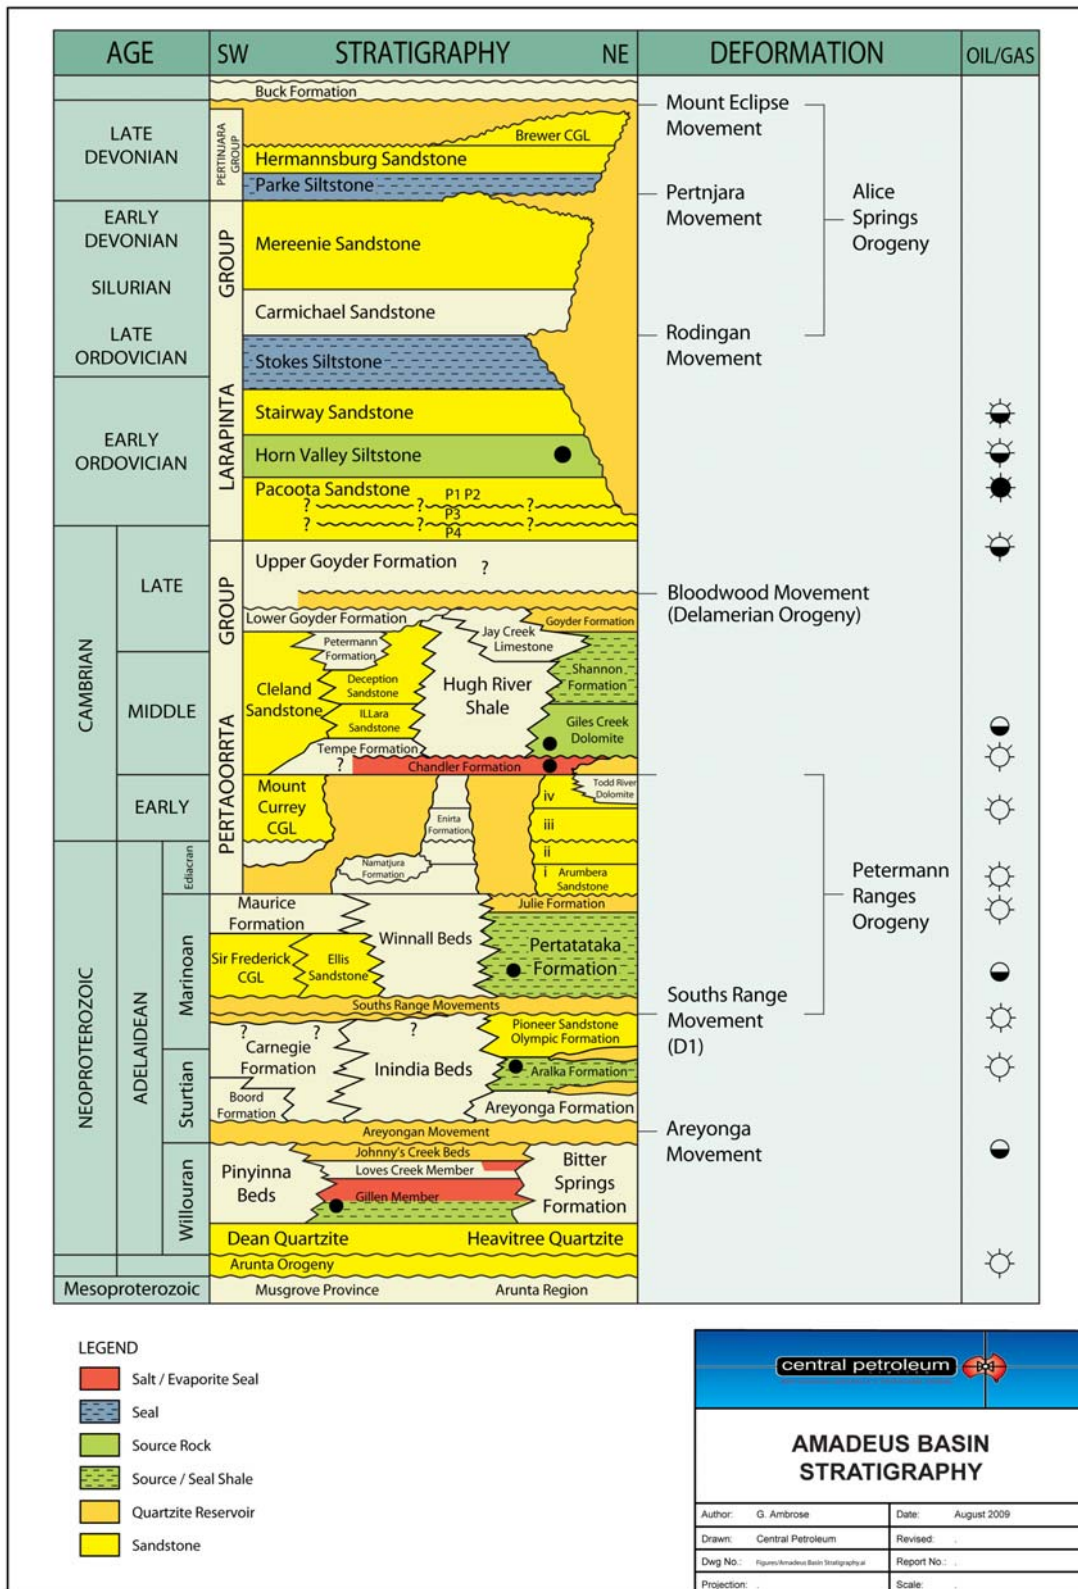 AGE
SW
STRATIGRAPHY
NE
DEFORMATION
OIL/GAS
LATE
DEVONIAN
EARLY
DEVONIAN
SILURIAN
LATE
ORDOVICIAN
EARLY
ORDOVICIAN
CAMBRIAN
LATE
MIDDLE
EARLY
NEOPROTEROZOIC
ADELAIDEAN
Ediacran
Marinoan
Sturtian
Willouran
Mesoproterozoic
PERTINJARA
GROUP
LARAPINTA GROUP
PERTAOORRTA GROUP
Buck Formation
Brewer CGL
Hermannsburg Sandstone
Parke Siltstone
Mereenie Sandstone
Carmichael Sandstone
Stokes Siltstone
Stairway Sandstone
Horn Valley Siltstone
Pacoota Sandstone
P1 P2
? ? ?
P3
? ? ?
P4
Upper Goyder Formation
?
Lower Goyder Formation
Goyder Formation
Petermann
Formation
Jay Creek
Limestone
Cleland
Sandstone
Deception
Sandstone
Hugh River
Shale
Shannon
Formation
ILLara
Sandstone
Giles Creek
Dolomite
Tempe Formation
?
Chandler Formation
Mount
Currey
CGL
Todd River
Dolomite
iv
Enirta
Formation
iii
ii
Namatjura
Formation
i
Arumbera
Sandstone
Maurice
Formation
Julie Formation
Winnall Beds
Pertatataka
Formation
Sir Frederick
CGL
Ellis
Sandstone
Souths Range Movements
? ? ?
Carnegie
Formation
Pioneer Sandstone
Olympic Formation
Inindia Beds
Aralka Formation
Boord
Formation
Areyonga Formation
Areyongan Movement
Johnny's Creek Beds
Pinyinna
Beds
Loves Creek Member
Bitter
Springs
Formation
Gillen Member
Dean Quartzite
Heavitree Quartzite
Arunta Orogeny
Musgrove Province
Arunta Region
Mount Eclipse
Movement
Pertnjara
Movement
Alice
Springs
Orogeny
Rodingan
Movement
Bloodwood Movement
(Delamerian Orogeny)
Petermann
Ranges
Orogeny
Souths Range
Movement
(D1)
Areyonga
Movement
LEGEND
Salt / Evaporite Seal
Seal
Source Rock
Source / Seal Shale
Quartzite Reservoir
Sandstone
central petroleum
AMADEUS BASIN
STRATIGRAPHY
Author: G. Ambrose
Date: August 2009
Drawn: Central Petroleum
Revised: .
Dwg No.: Figures/Amadeus Basin Stratigraphy.ai
Report No.: .
Projection: .
Scale: .